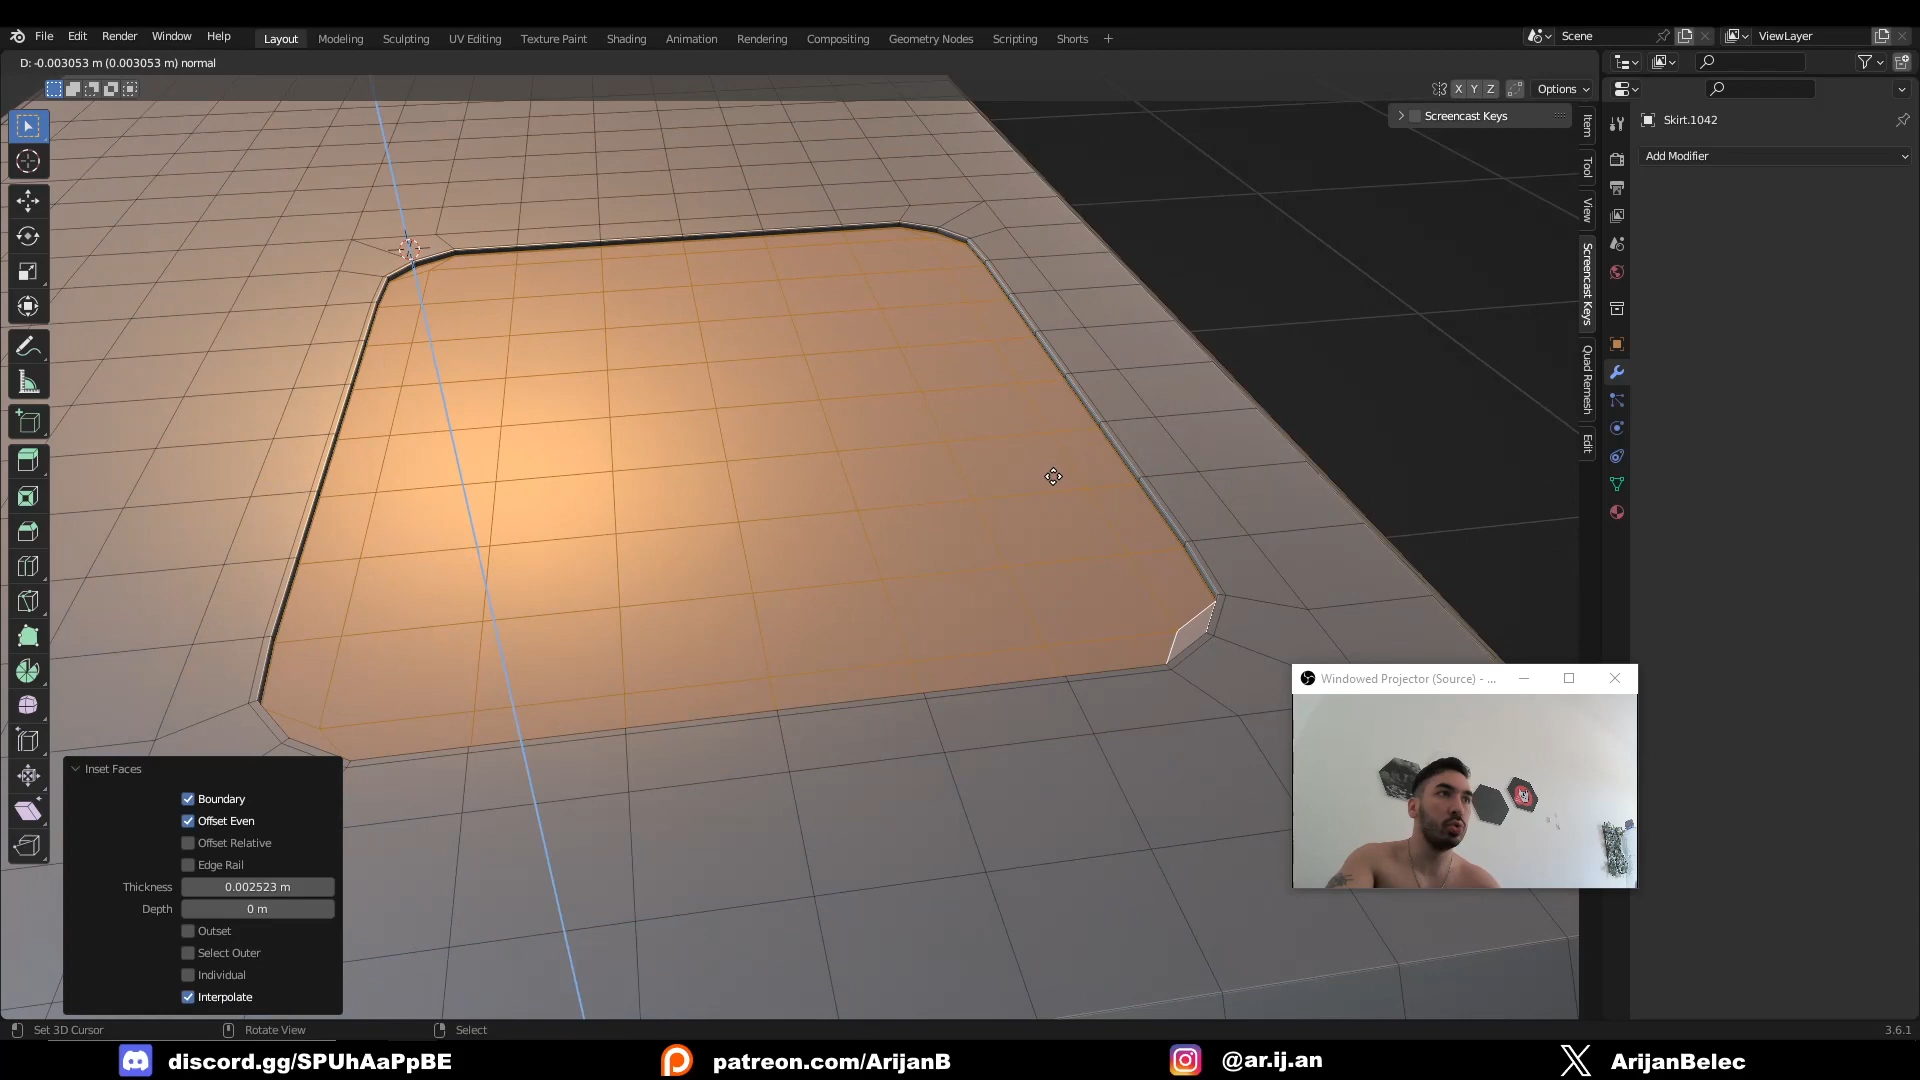 File Edit Render Window Help Layout Modeling Sculpting UV Editing Texture Paint Shading Animation Rendering Compositing Geometry Nodes Scripting Shorts + Scene ViewLayer
D: -0.003053 m (0.003053 m) normal
X Y Z Options
Screencast Keys
Skirt.1042
Add Modifier
Item
Tool
View
Screencast Keys
Quad Remesh
Edit
Windowed Projector (Source) - ...
Inset Faces
Boundary
Offset Even
Offset Relative
Edge Rail
Thickness 0.002523 m
Depth 0 m
Outset
Select Outer
Individual
Interpolate
Set 3D Cursor Rotate View Select 3.6.1
discord.gg/SPUhAaPpBE patreon.com/ArijanB @ar.ij.an ArijanBelec